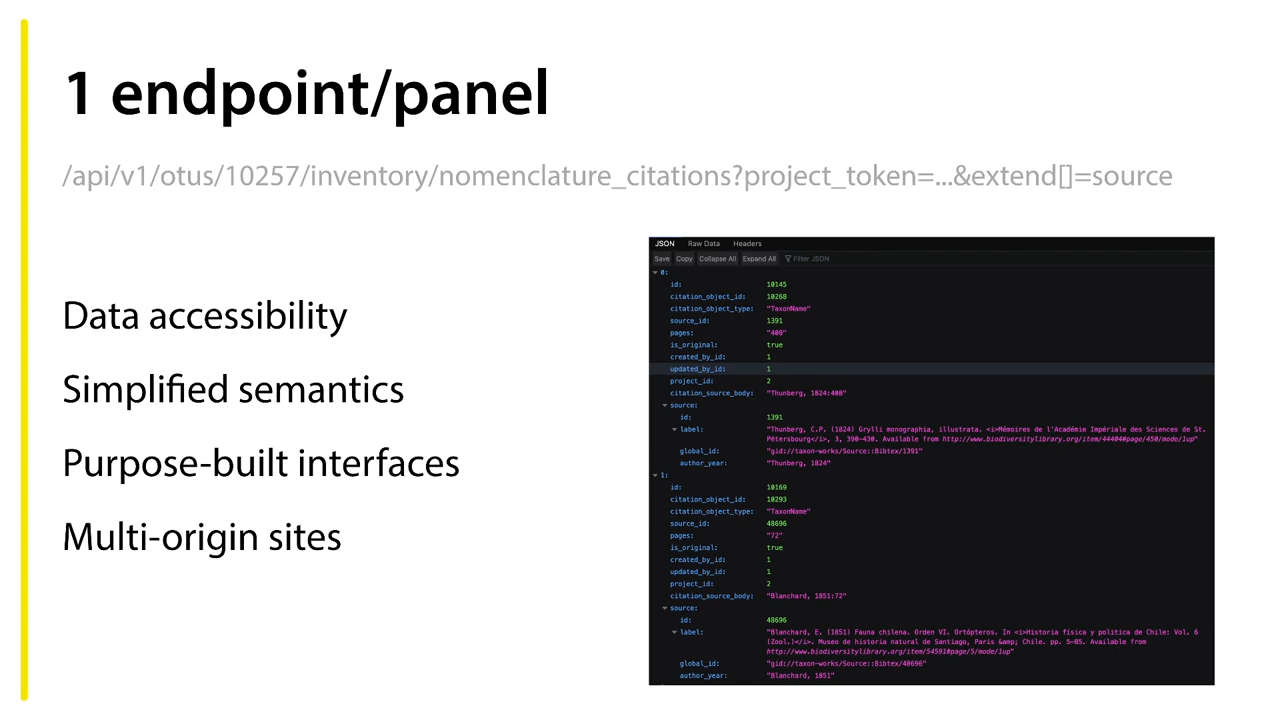 1 endpoint/panel
/api/v1/otus/10257/inventory/nomenclature_citations?project_token=...&extend[]=source
Data accessibility
Simplified semantics
Purpose-built interfaces
Multi-origin sites
JSON Raw Data Headers
Save Copy Collapse All Expand All Filter JSON
0:
id: 10145
citation_object_id: 10268
citation_object_type: "TaxonName"
source_id: 1391
pages: "408"
is_original: true
created_by_id: 1
updated_by_id: 1
project_id: 2
citation_source_body: "Thunberg, 1824:408"
source:
id: 1391
label: "Thunberg, C.P. (1824) Grylli monographia, illustrata. <i>Mémoires de l'Académie Impériale des Sciences de St.
Pétersbourg</i>, 3, 390–430. Available from http://www.biodiversitylibrary.org/item/44404#page/450/mode/1up"
global_id: "gid://taxon-works/Source::Bibtex/1391"
author_year: "Thunberg, 1824"
1:
id: 10169
citation_object_id: 10293
citation_object_type: "TaxonName"
source_id: 48696
pages: "72"
is_original: true
created_by_id: 1
updated_by_id: 1
project_id: 2
citation_source_body: "Blanchard, 1851:72"
source:
id: 48696
label: "Blanchard, E. (1851) Fauna chilena. Orden VI. Ortópteros. In <i>Historia física y politica de Chile: Vol. 6
(Zool.)</i>. Museo de historia natural de Santiago, Paris &amp; Chile. pp. 5–85. Available from
http://www.biodiversitylibrary.org/item/54591#page/5/mode/1up"
global_id: "gid://taxon-works/Source::Bibtex/48696"
author_year: "Blanchard, 1851"